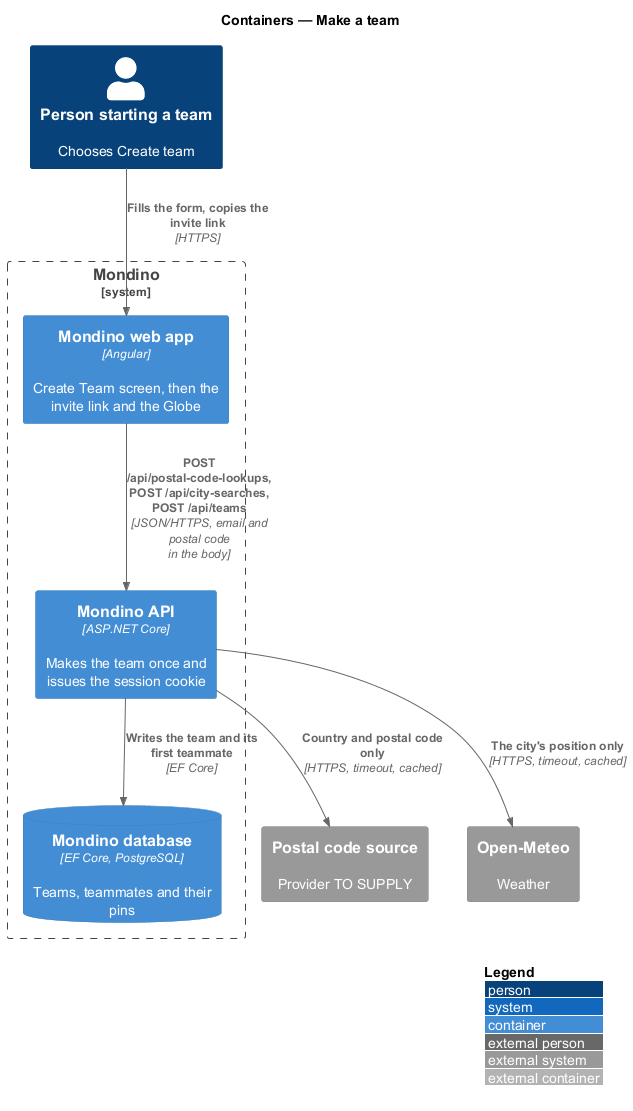 Containers — Make a team
Person starting a team
Chooses Create team
Fills the form, copies the
invite link
[HTTPS]
Mondino
[system]
Mondino web app
[Angular]
Create Team screen, then the
invite link and the Globe
POST
/api/postal-code-lookups,
POST /api/city-searches,
POST /api/teams
[JSON/HTTPS, email and
postal code
in the body]
Mondino API
[ASP.NET Core]
Makes the team once and
issues the session cookie
Writes the team and its
first teammate
[EF Core]
Country and postal code
only
[HTTPS, timeout, cached]
The city's position only
[HTTPS, timeout, cached]
Mondino database
[EF Core, PostgreSQL]
Teams, teammates and their
pins
Postal code source
Provider TO SUPPLY
Open-Meteo
Weather
Legend
person
system
container
external person
external system
external container